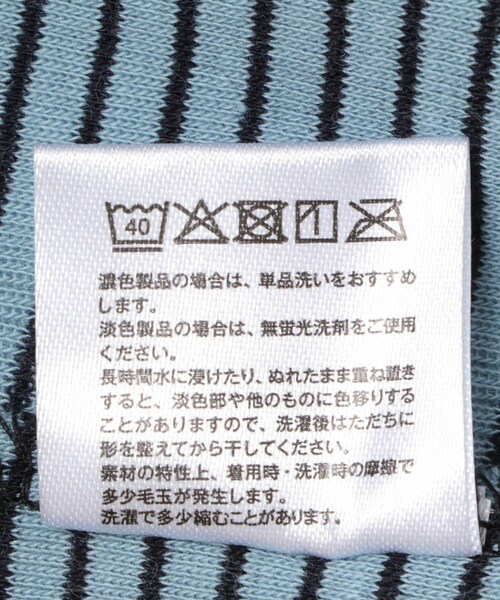 40
濃色製品の場合は、単品洗いをおすすめ
します。
淡色製品の場合は、無蛍光洗剤をご使用
ください。
長時間水に浸けたり、ぬれたまま重ね置き
すると、淡色部や他のものに色移りする
ことがありますので、洗濯後はただちに
形を整えてから干してください。
素材の特性上、着用時・洗濯時の摩擦で
多少毛玉が発生します。
洗濯で多少縮むことがあります。